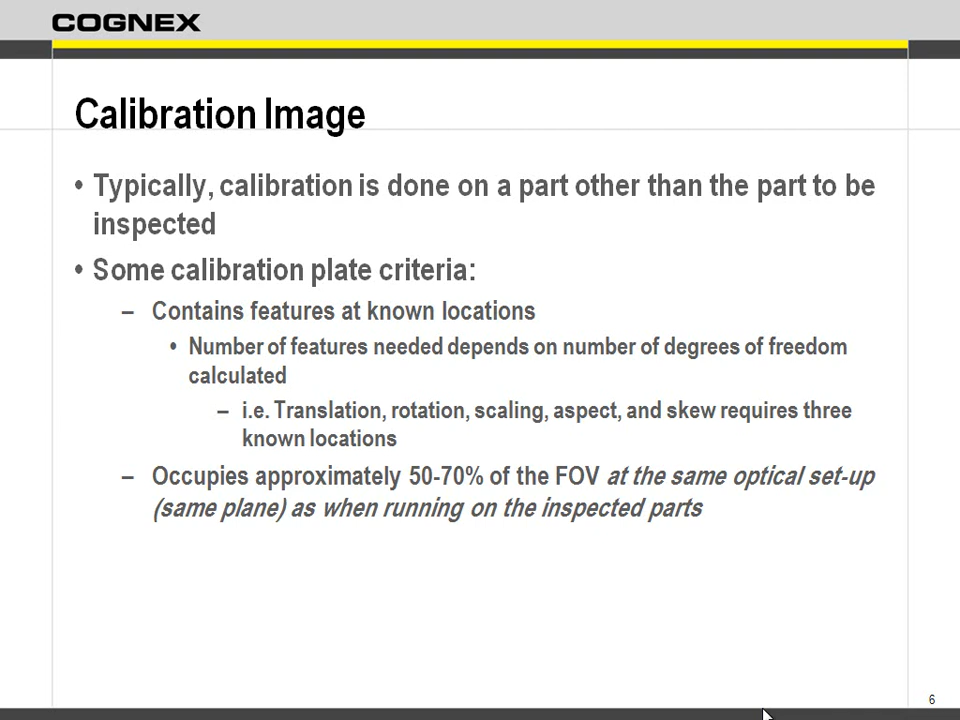 COGNEX
Calibration Image
• Typically, calibration is done on a part other than the part to be
inspected
• Some calibration plate criteria:
– Contains features at known locations
• Number of features needed depends on number of degrees of freedom
calculated
– i.e. Translation, rotation, scaling, aspect, and skew requires three
known locations
– Occupies approximately 50-70% of the FOV at the same optical set-up
(same plane) as when running on the inspected parts
6